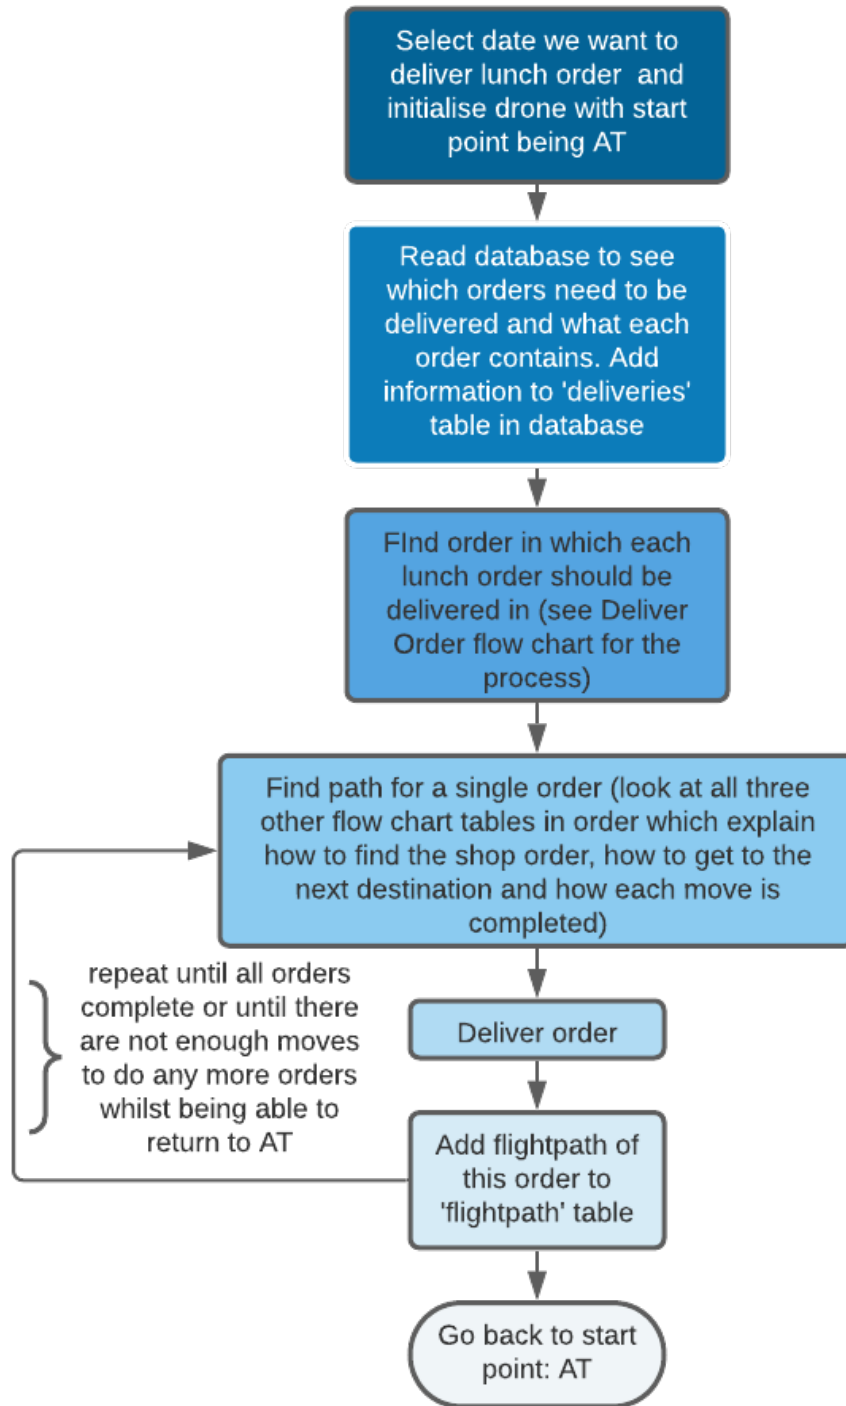 Select date we want to
deliver lunch order and
initialise drone with start
point being AT
Read database to see
which orders need to be
delivered and what each
order contains. Add
information to 'deliveries'
table in database
FInd order in which each
lunch order should be
delivered in (see Deliver
Order flow chart for the
process)
Find path for a single order (look at all three
other flow chart tables in order which explain
how to find the shop order, how to get to the
next destination and how each move is
completed)
repeat until all orders
complete or until there
are not enough moves
to do any more orders
whilst being able to
return to AT
Deliver order
Add flightpath of
this order to
'flightpath' table
Go back to start
point: AT